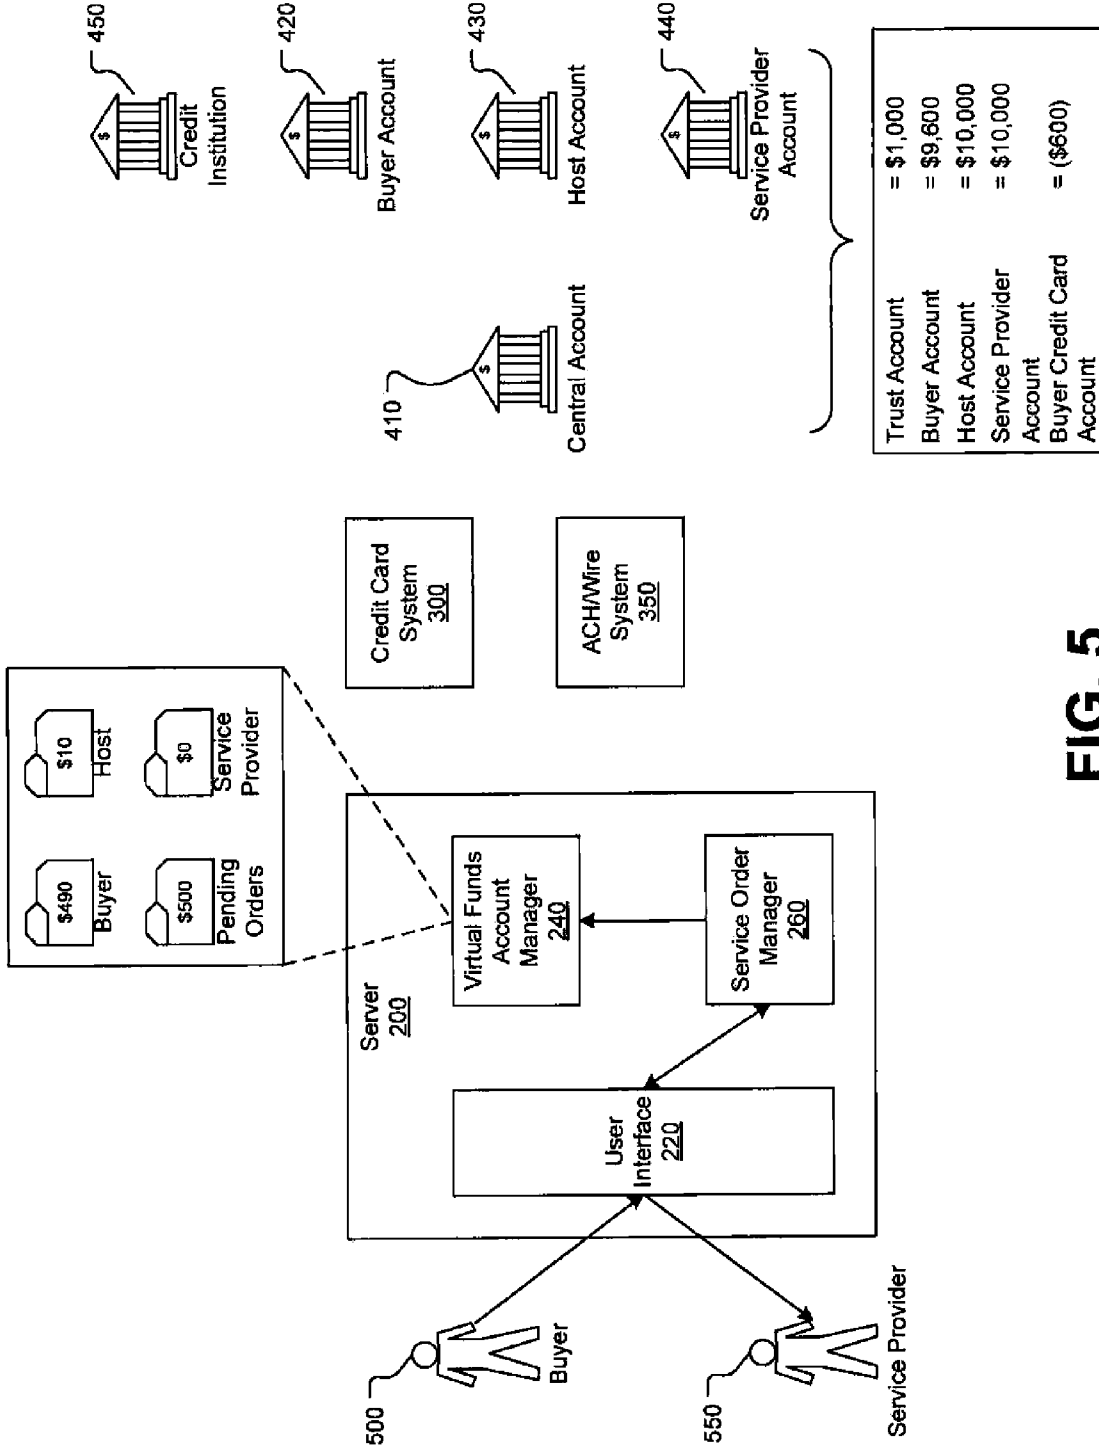 $490
Buyer
$10
Host
$500
Pending
Orders
$0
Service
Provider
450
Credit
Institution
420
Buyer Account
430
Host Account
440
Service Provider
Account
410
Central Account
Credit Card
System
300
ACH/Wire
System
350
Server
200
Virtual Funds
Account
Manager
240
Service Order
Manager
260
User
Interface
220
500
Buyer
550
Service Provider
Trust Account = $1,000
Buyer Account = $9,600
Host Account = $10,000
Service Provider = $10,000
Account
Buyer Credit Card = ($600)
Account
FIG. 5